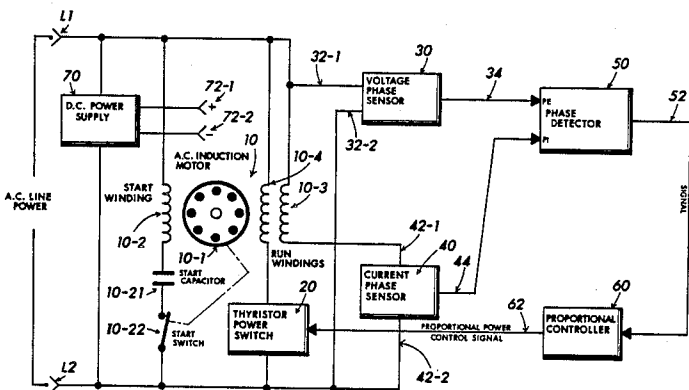 L1
70
D.C. POWER
SUPPLY
72-1
+
72-2
−
A.C. INDUCTION
MOTOR
10
10-4
10-3
START
WINDING
10-2
10-1
RUN
WINDINGS
START
CAPACITOR
10-21
10-22
START
SWITCH
A.C. LINE
POWER
L2
32-1
30
VOLTAGE
PHASE
SENSOR
32-2
34
50
PE
PHASE
DETECTOR
PI
52
SIGNAL
42-1
40
CURRENT
PHASE
SENSOR
44
42-2
20
THYRISTOR
POWER
SWITCH
PROPORTIONAL POWER
CONTROL SIGNAL
62
60
PROPORTIONAL
CONTROLLER